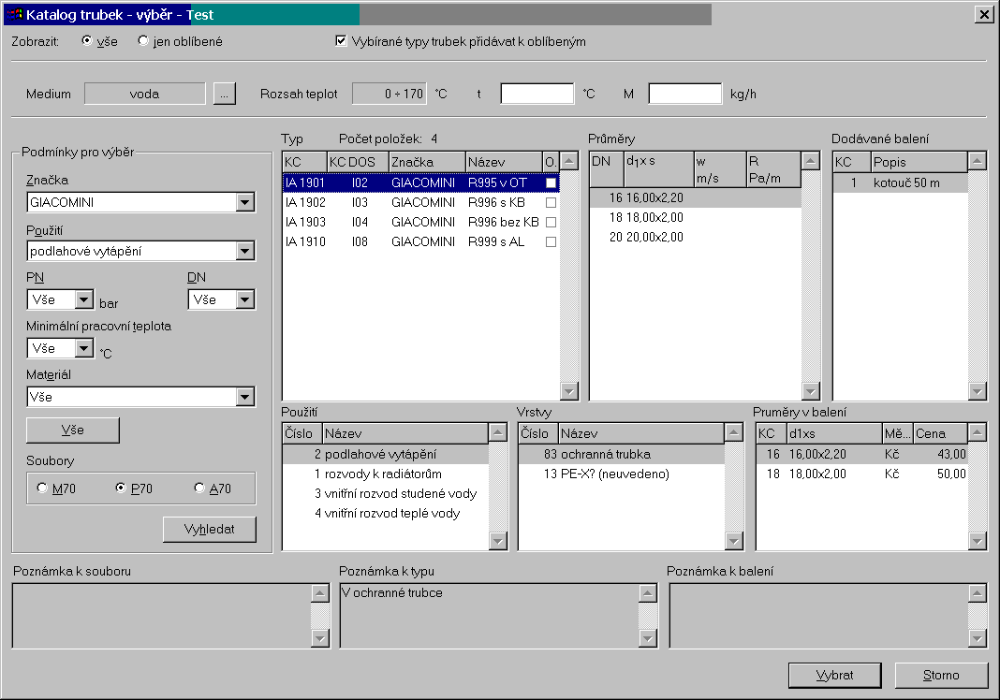 Katalog trubek - výběr - Test
Zobrazit: vše jen oblíbené Vybírané typy trubek přidávat k oblíbeným
Medium voda ... Rozsah teplot 0 ÷ 170 °C t °C M kg/h
Podmínky pro výběr
Značka
GIACOMINI
Použití
podlahové vytápění
PN DN
Vše bar Vše
Minimální pracovní teplota
Vše °C
Materiál
Vše
Vše
Soubory
M70 P70 A70
Vyhledat
Typ Počet položek: 4
KC KC DOS Značka Název O.
IA 1901 I02 GIACOMINI R995 v OT
IA 1902 I03 GIACOMINI R996 s KB
IA 1903 I04 GIACOMINI R996 bez KB
IA 1910 I08 GIACOMINI R999 s AL
Průměry
DN d1x s w m/s R Pa/m
16 16,00x2,20
18 18,00x2,00
20 20,00x2,00
Dodávané balení
KC Popis
1 kotouč 50 m
Použití
Číslo Název
2 podlahové vytápění
1 rozvody k radiátorům
3 vnitřní rozvod studené vody
4 vnitřní rozvod teplé vody
Vrstvy
Číslo Název
83 ochranná trubka
13 PE-X? (neuvedeno)
Pruměry v balení
KC d1xs Mě... Cena
16 16,00x2,20 Kč 43,00
18 18,00x2,00 Kč 50,00
Poznámka k souboru
Poznámka k typu
V ochranné trubce
Poznámka k balení
Vybrat Storno